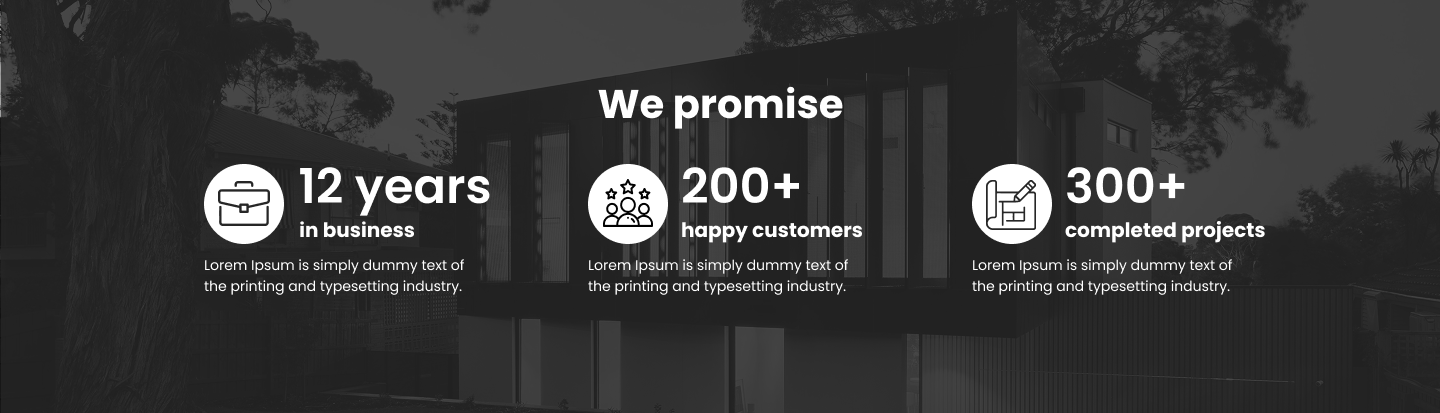 We promise
12 years
in business
Lorem Ipsum is simply dummy text of
the printing and typesetting industry.
200+
happy customers
Lorem Ipsum is simply dummy text of
the printing and typesetting industry.
300+
completed projects
Lorem Ipsum is simply dummy text of
the printing and typesetting industry.